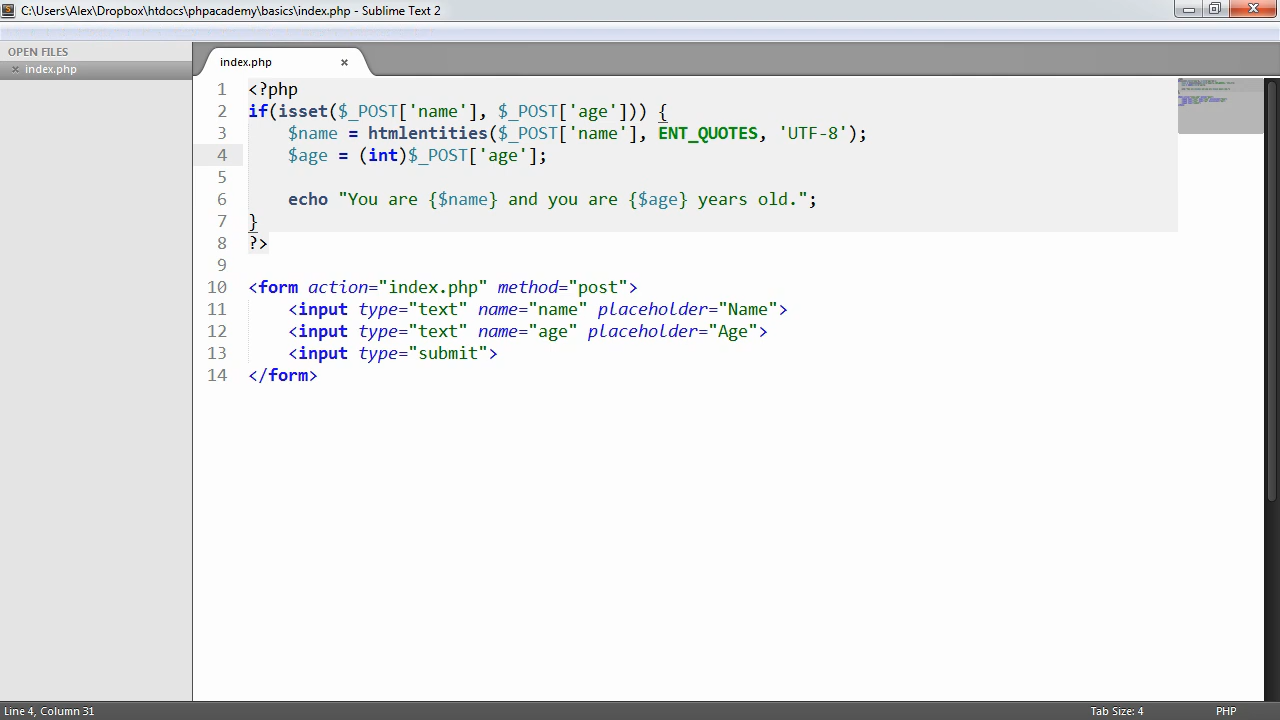 C:\Users\Alex\Dropbox\htdocs\phpacademy\basics\index.php - Sublime Text 2
OPEN FILES
index.php
index.php
1 <?php
2 if(isset($_POST['name'], $_POST['age'])) {
3     $name = htmlentities($_POST['name'], ENT_QUOTES, 'UTF-8');
4     $age = (int)$_POST['age'];
5
6     echo "You are {$name} and you are {$age} years old.";
7 }
8 ?>
9
10 <form action="index.php" method="post">
11     <input type="text" name="name" placeholder="Name">
12     <input type="text" name="age" placeholder="Age">
13     <input type="submit">
14 </form>
Line 4, Column 31
Tab Size: 4
PHP